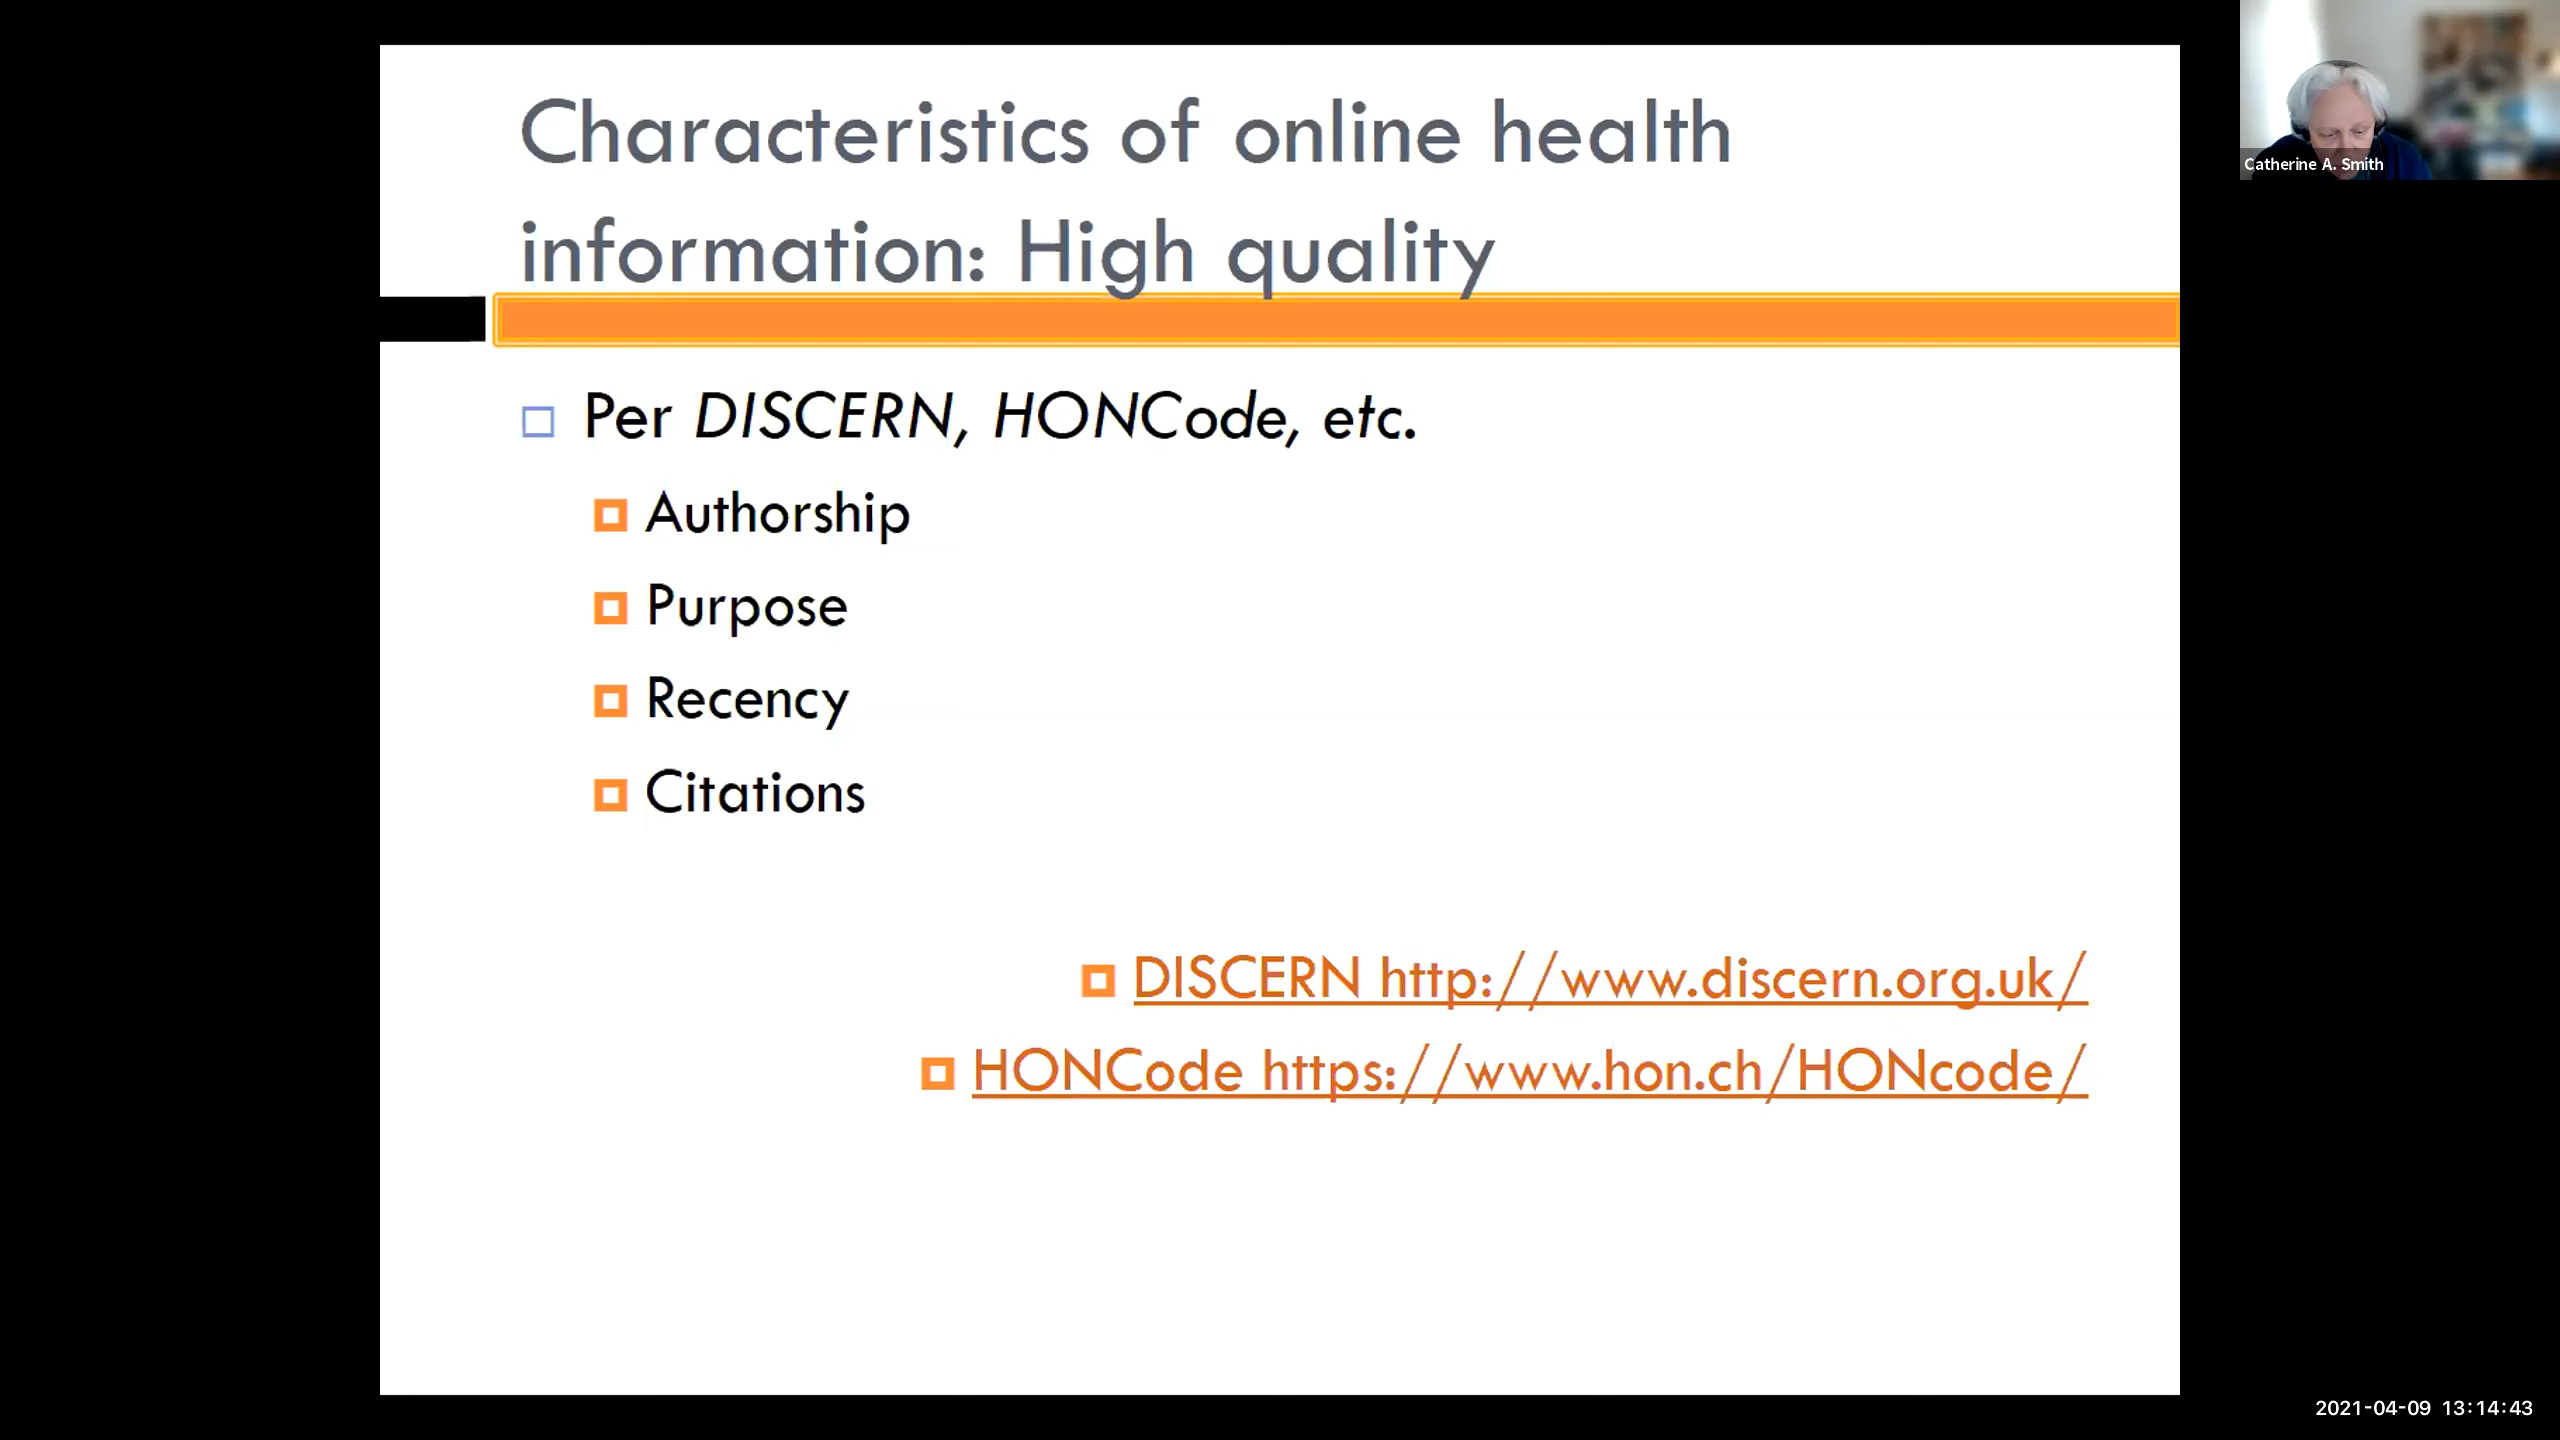 Characteristics of online health
information: High quality
Catherine A. Smith
Per DISCERN, HONCode, etc.
Authorship
Purpose
Recency
Citations
DISCERN http://www.discern.org.uk/
HONCode https://www.hon.ch/HONcode/
2021-04-09 13:14:43